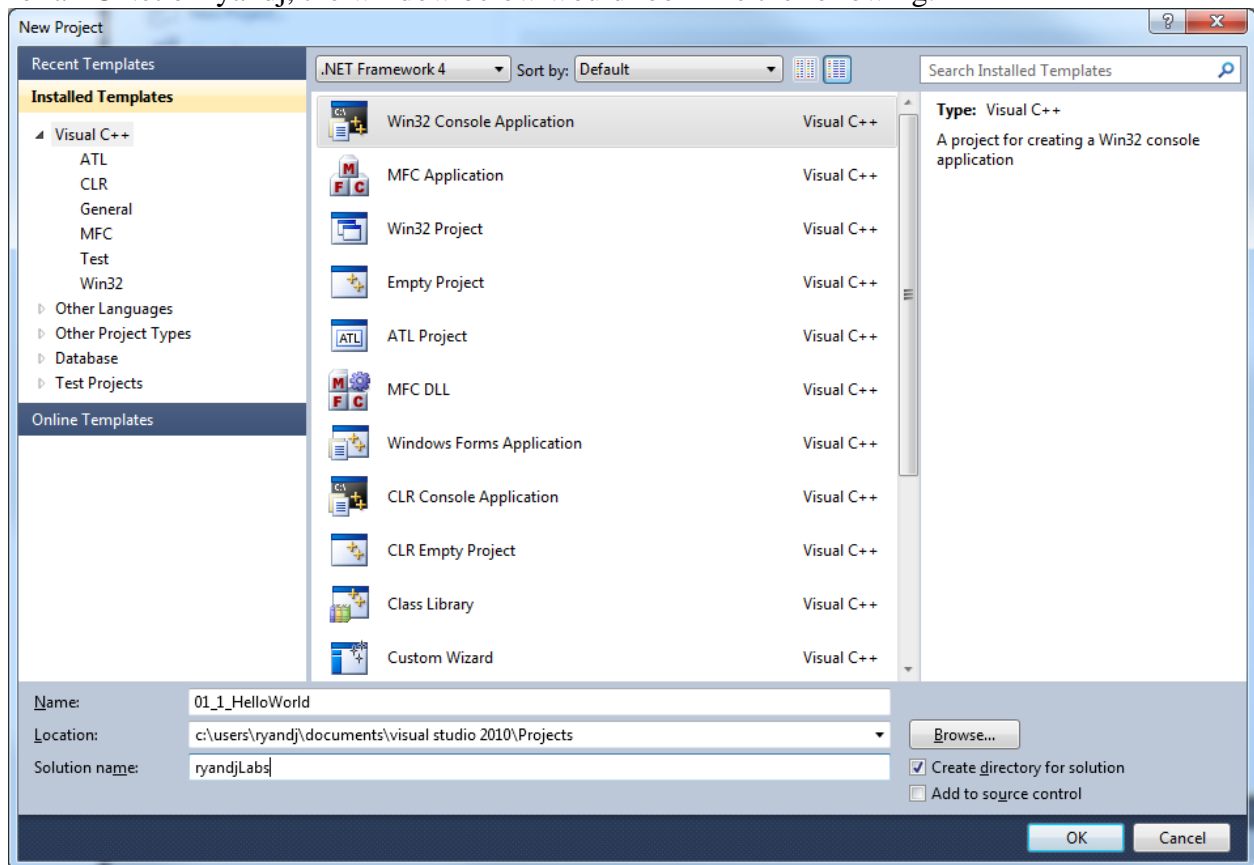 New Project
Recent Templates
Installed Templates
Visual C++
ATL
CLR
General
MFC
Test
Win32
Other Languages
Other Project Types
Database
Test Projects
Online Templates
.NET Framework 4
Sort by: Default
Win32 Console Application Visual C++
MFC Application Visual C++
Win32 Project Visual C++
Empty Project Visual C++
ATL Project Visual C++
MFC DLL Visual C++
Windows Forms Application Visual C++
CLR Console Application Visual C++
CLR Empty Project Visual C++
Class Library Visual C++
Custom Wizard Visual C++
Search Installed Templates
Type: Visual C++
A project for creating a Win32 console
application
Name: 01_1_HelloWorld
Location: c:\users\ryandj\documents\visual studio 2010\Projects
Browse...
Solution name: ryandjLabs
Create directory for solution
Add to source control
OK Cancel